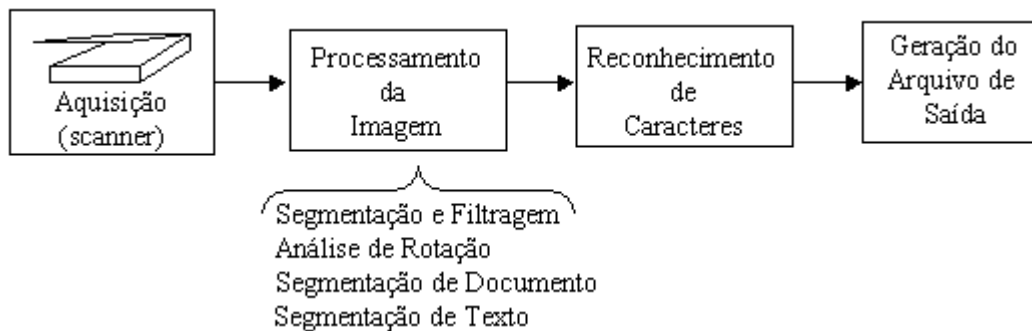 Aquisição
(scanner)
Processamento
da
Imagem
Reconhecimento
de
Caracteres
Geração do
Arquivo de
Saída
Segmentação e Filtragem
Análise de Rotação
Segmentação de Documento
Segmentação de Texto